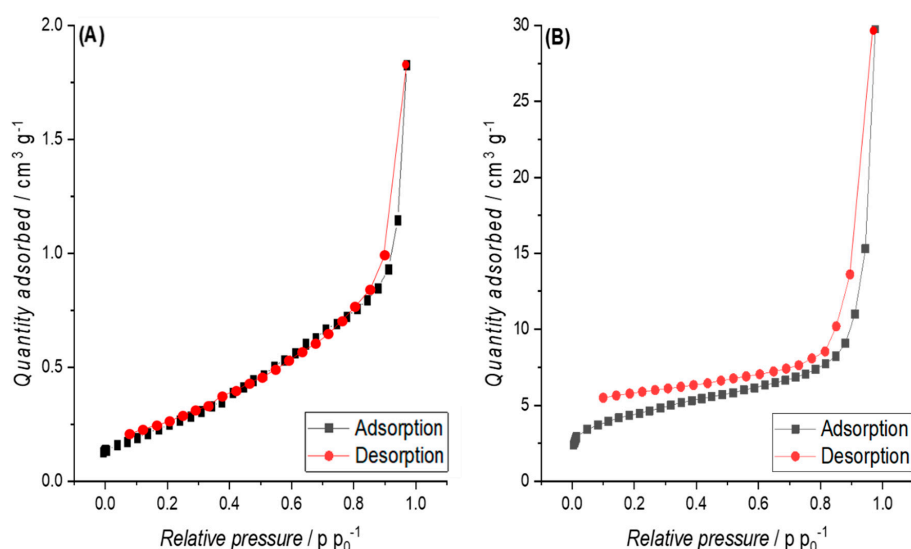 (A)
2.0
1.5
1.0
0.5
0.0
Quantity adsorbed / cm³ g⁻¹
Adsorption
Desorption
0.0 0.2 0.4 0.6 0.8 1.0
Relative pressure / p p₀⁻¹
(B)
30
25
20
15
10
5
0
Quantity adsorbed / cm³ g⁻¹
Adsorption
Desorption
0.0 0.2 0.4 0.6 0.8 1.0
Relative pressure / p p₀⁻¹